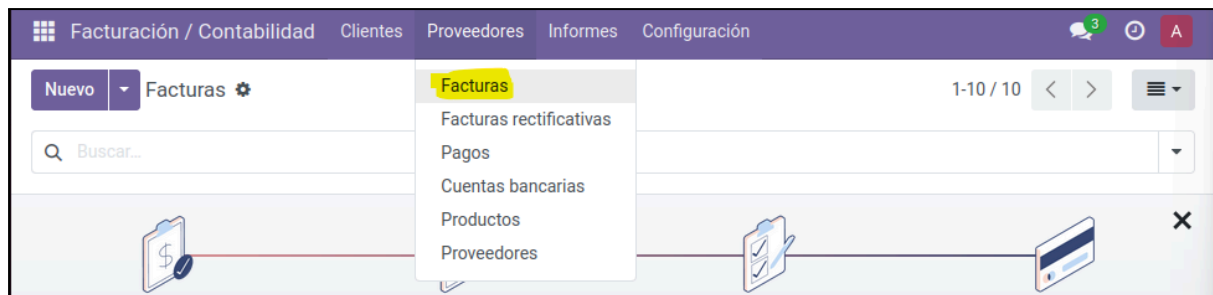 Facturación / Contabilidad Clientes Proveedores Informes Configuración 3 A
Nuevo Facturas 1-10 / 10
Buscar...
Facturas
Facturas rectificativas
Pagos
Cuentas bancarias
Productos
Proveedores
$